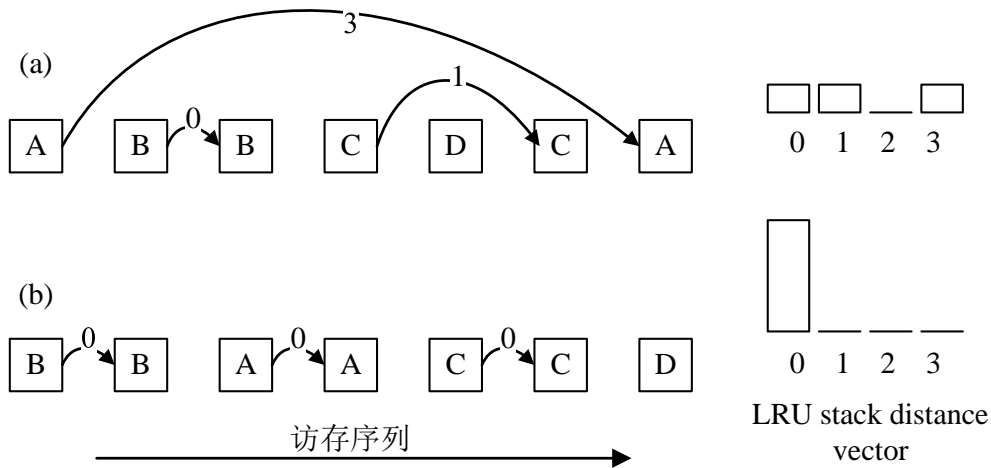 3
(a)
1
0
A B B C D C A
0 1 2 3
(b)
0 0 0
B B A A C C D
0 1 2 3
LRU stack distance
vector
访存序列